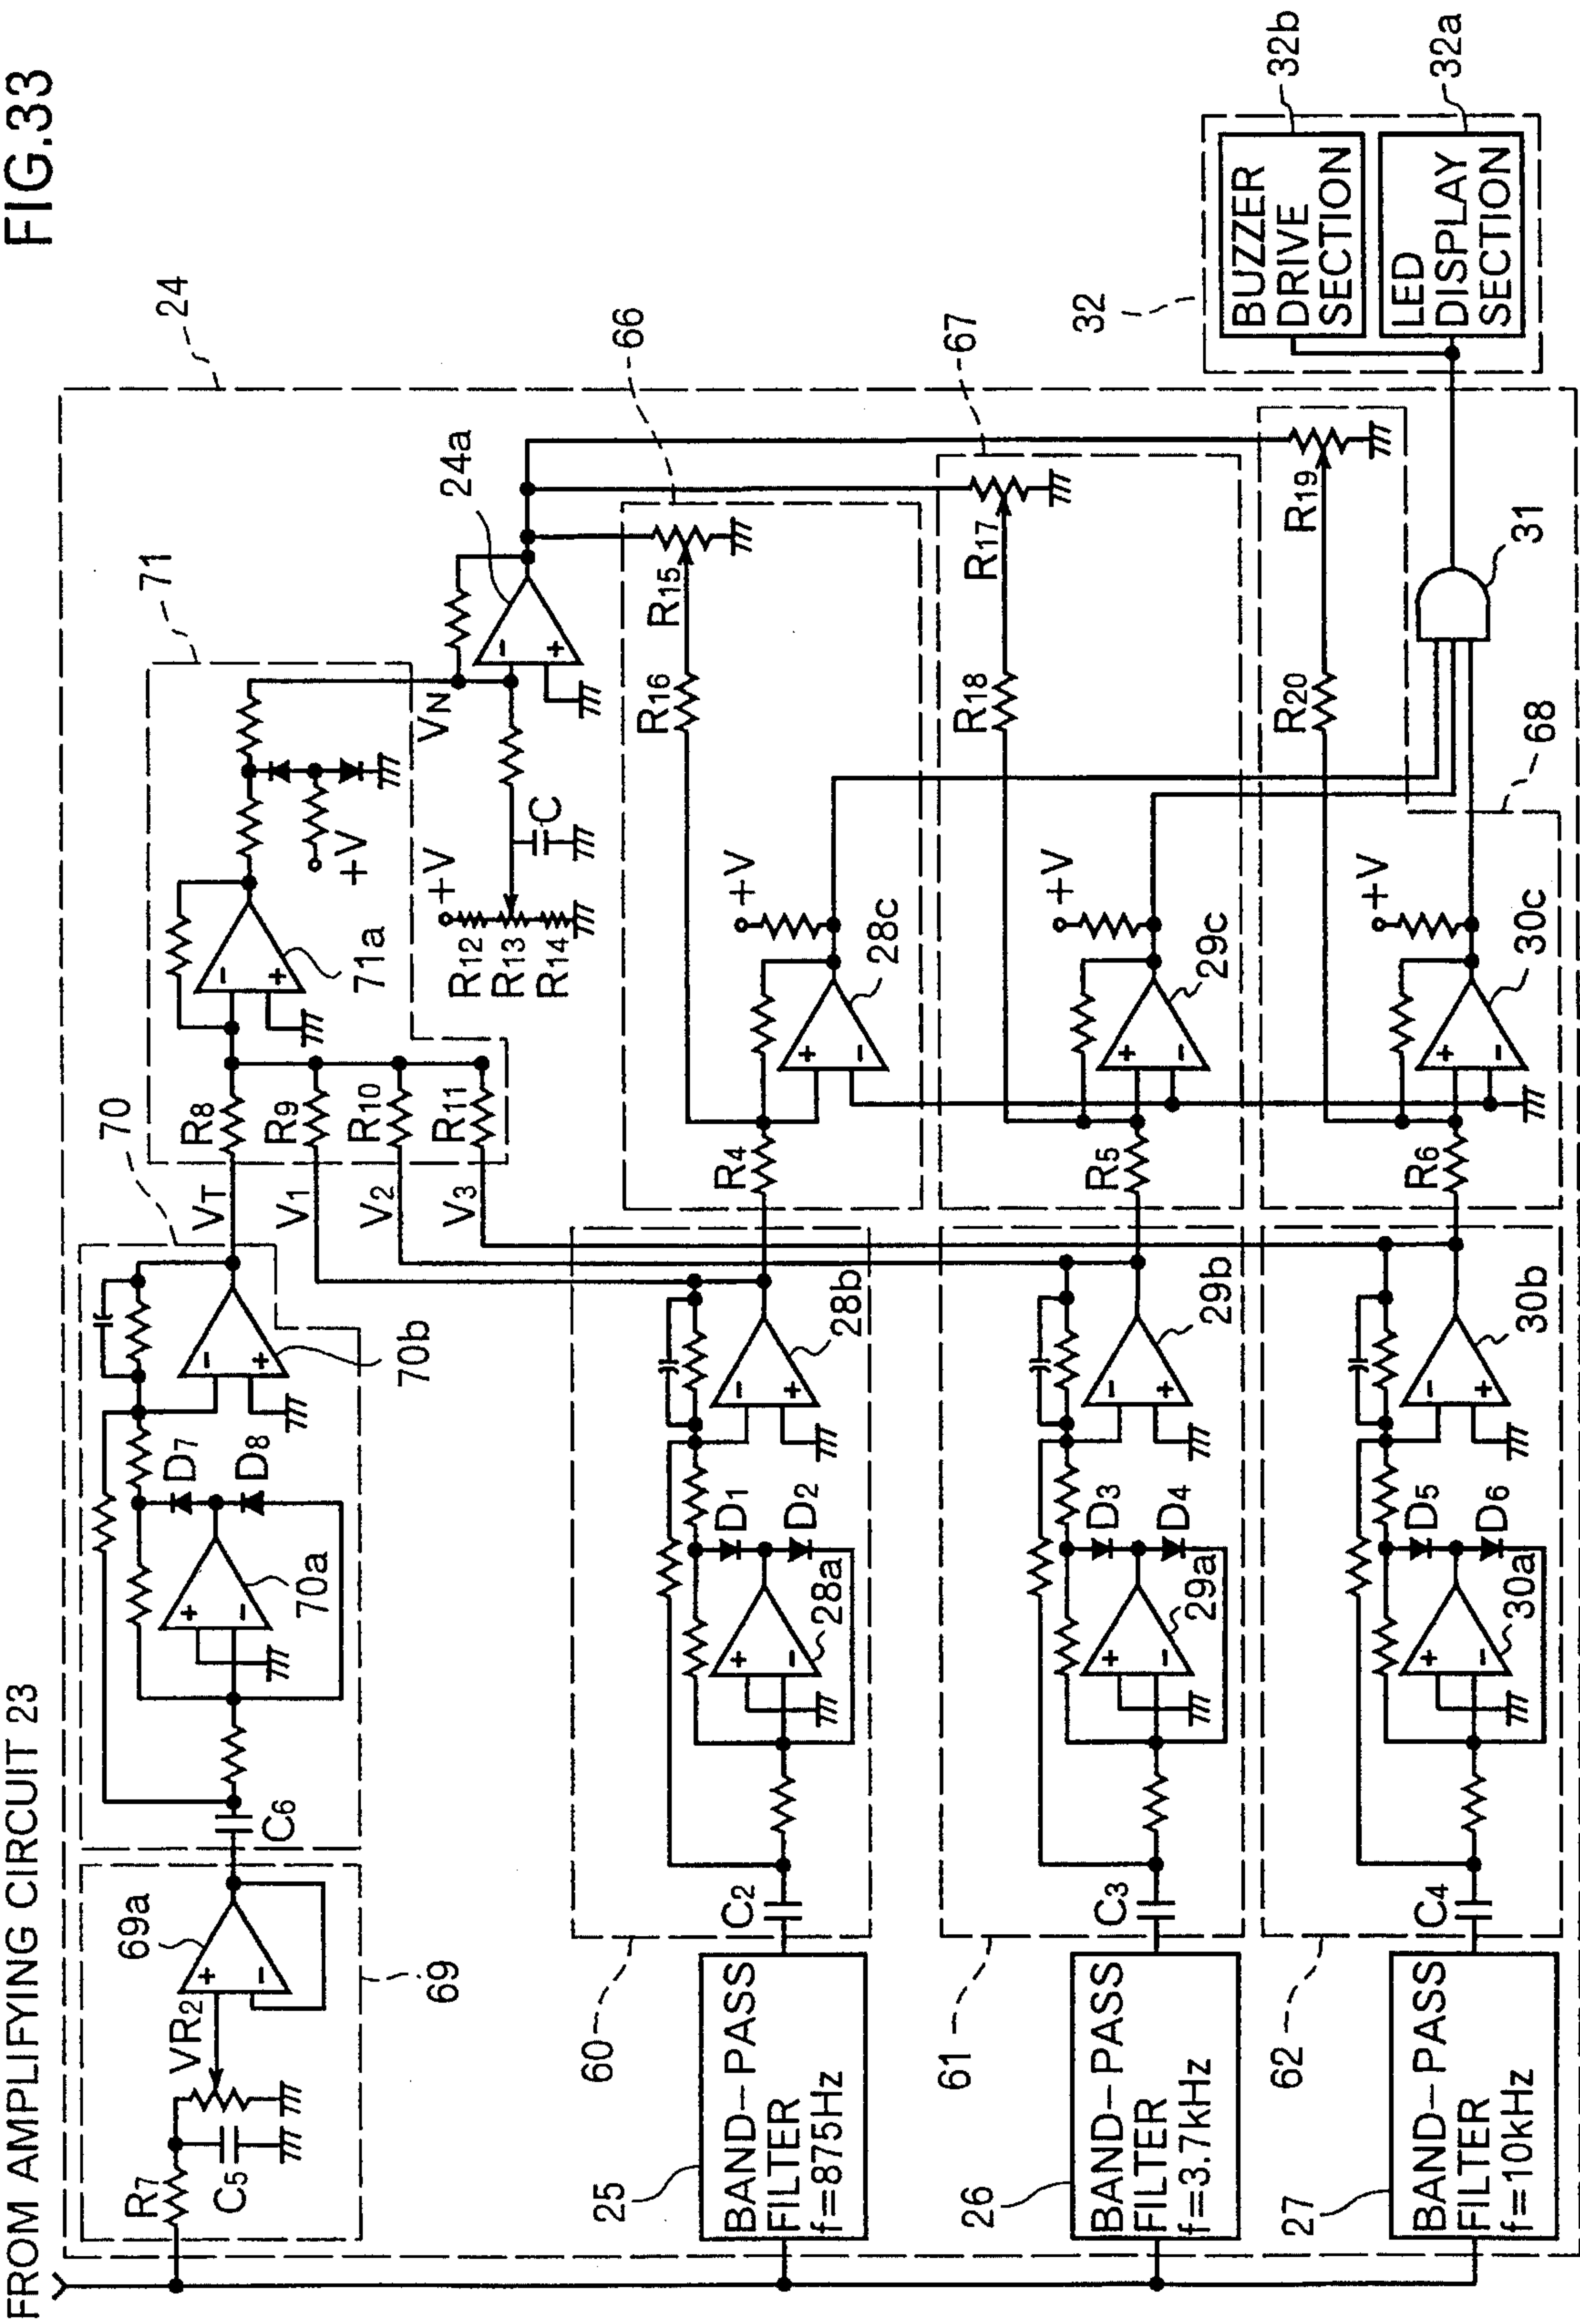 FIG.33
FROM AMPLIFYING CIRCUIT 23
24
71
70
R7
C5
VR2
69a
69
C6
70a
D7
D8
70b
VT
V1
V2
V3
R8
R9
R10
R11
71a
+V
VN
24a
+V
R12
R13
R14
C
25
BAND-PASS
FILTER
f=875Hz
60
C2
28a
D1
D2
28b
R4
66
R16
R15
+V
28c
26
BAND-PASS
FILTER
f=3.7kHz
61
C3
29a
D3
D4
29b
R5
67
R18
R17
+V
29c
27
BAND-PASS
FILTER
f=10kHz
62
C4
30a
D5
D6
30b
R6
68
R20
R19
+V
30c
31
32
BUZZER
DRIVE
SECTION
32b
LED
DISPLAY
SECTION
32a
+
-
+
-
-
+
-
+
-
+
+
-
-
+
+
-
+
-
-
+
+
-
+
-
-
+
+
-